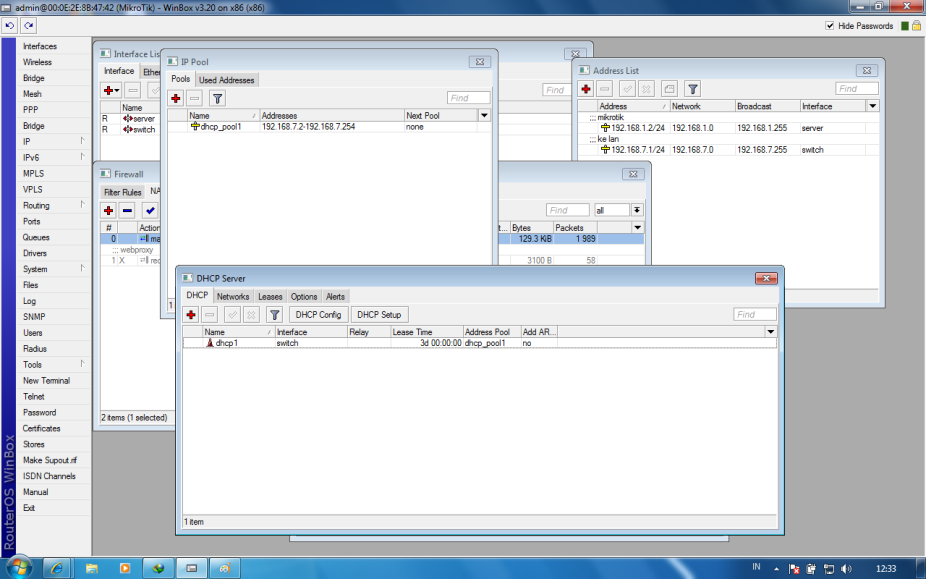 admin@00:0E:2E:8B:47:42 (MikroTik) - WinBox v3.20 on x86 (x86)
Hide Passwords
Interfaces
Wireless
Bridge
Mesh
PPP
Bridge
IP
IPv6
MPLS
VPLS
Routing
Ports
Queues
Drivers
System
Files
Log
SNMP
Users
Radius
Tools
New Terminal
Telnet
Password
Certificates
Stores
Make Supout.rif
ISDN Channels
Manual
Exit
RouterOS WinBox
Interface Lis
Interface Ether
Find
Name
R server
R switch
IP Pool
Pools Used Addresses
Find
Name Addresses Next Pool
dhcp_pool1 192.168.7.2-192.168.7.254 none
1
Address List
Find
Address Network Broadcast Interface
;;; mikrotik
192.168.1.2/24 192.168.1.0 192.168.1.255 server
;;; ke lan
192.168.7.1/24 192.168.7.0 192.168.7.255 switch
Firewall
Filter Rules NA
Find all
# Action t... Bytes Packets
0 ma 129.3 KiB 1 989
;;; webproxy
1 X rec 3100 B 58
2 items (1 selected)
DHCP Server
DHCP Networks Leases Options Alerts
DHCP Config DHCP Setup Find
Name Interface Relay Lease Time Address Pool Add AR...
dhcp1 switch 3d 00:00:00 dhcp_pool1 no
1 item
IN 12:33